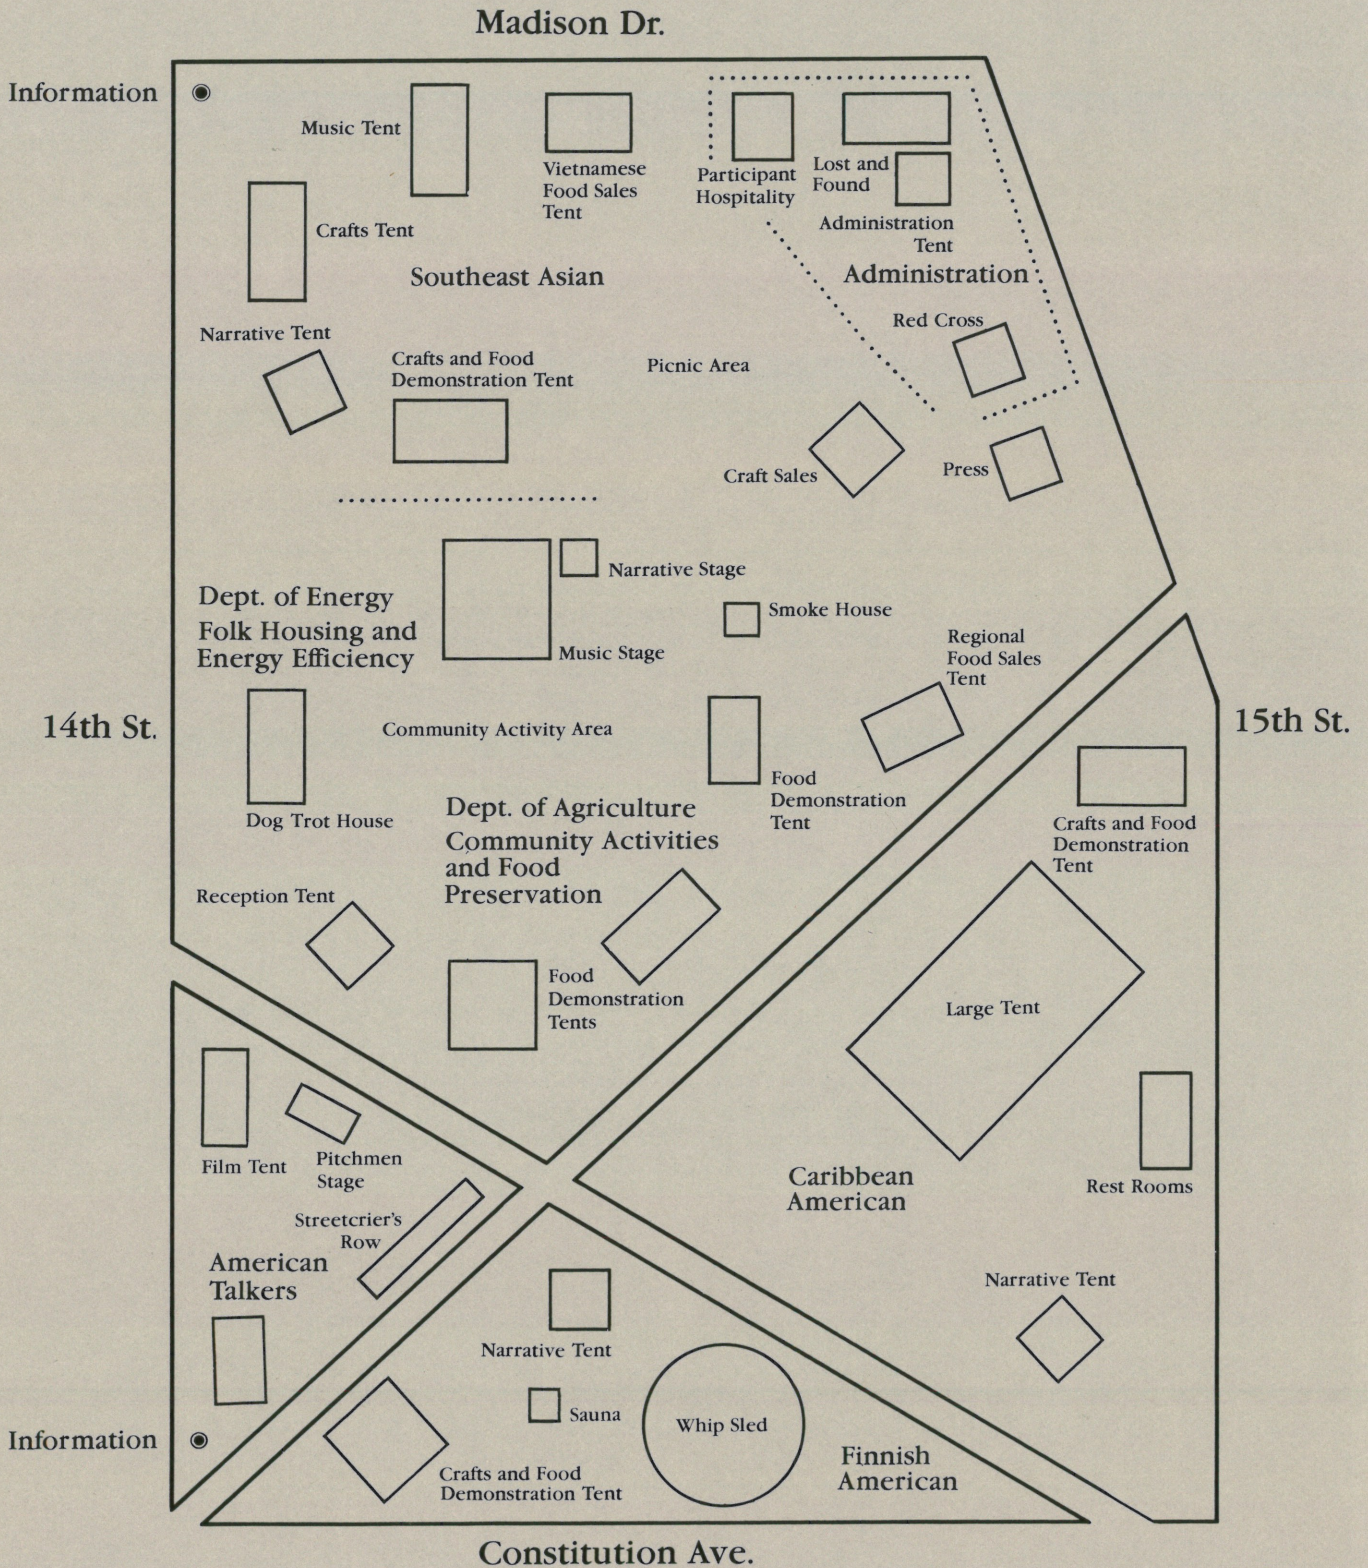 Madison Dr.
Information
Music Tent
Vietnamese
Food Sales
Tent
Participant
Hospitality
Lost and
Found
Administration
Tent
Crafts Tent
Southeast Asian
Administration
Narrative Tent
Red Cross
Crafts and Food
Demonstration Tent
Picnic Area
Craft Sales
Press
Narrative Stage
Dept. of Energy
Folk Housing and
Energy Efficiency
Smoke House
Music Stage
Regional
Food Sales
Tent
14th St.
Community Activity Area
15th St.
Food
Demonstration
Tent
Dog Trot House
Dept. of Agriculture
Community Activities
and Food
Preservation
Crafts and Food
Demonstration
Tent
Reception Tent
Food
Demonstration
Tents
Large Tent
Film Tent
Pitchmen
Stage
Caribbean
American
Rest Rooms
Streetcrier's
Row
American
Talkers
Narrative Tent
Narrative Tent
Sauna
Whip Sled
Information
Finnish
American
Crafts and Food
Demonstration Tent
Constitution Ave.